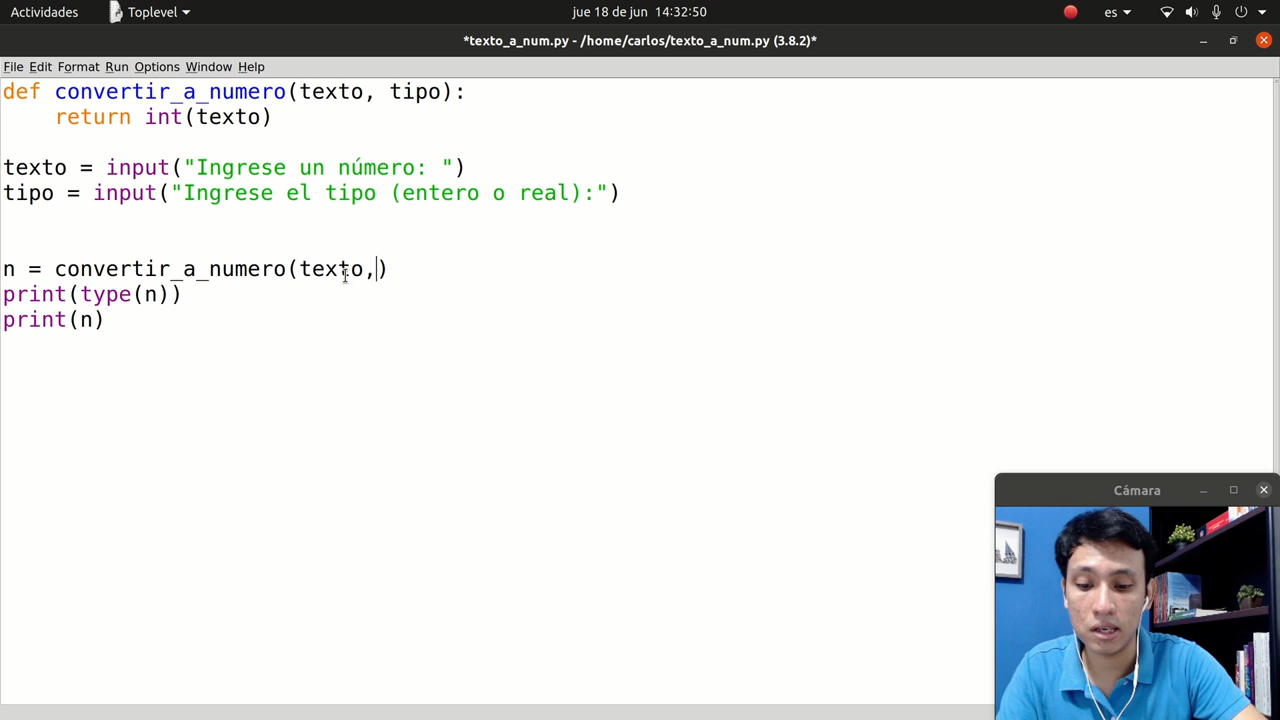 Actividades Toplevel jue 18 de jun 14:32:50 es
*texto_a_num.py - /home/carlos/texto_a_num.py (3.8.2)*
File Edit Format Run Options Window Help
def convertir_a_numero(texto, tipo):
    return int(texto)
texto = input("Ingrese un número: ")
tipo = input("Ingrese el tipo (entero o real):")
n = convertir_a_numero(texto,)
print(type(n))
print(n)
Cámara